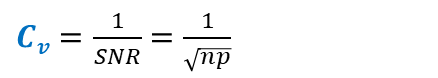 C_v = 1/SNR = 1/√np